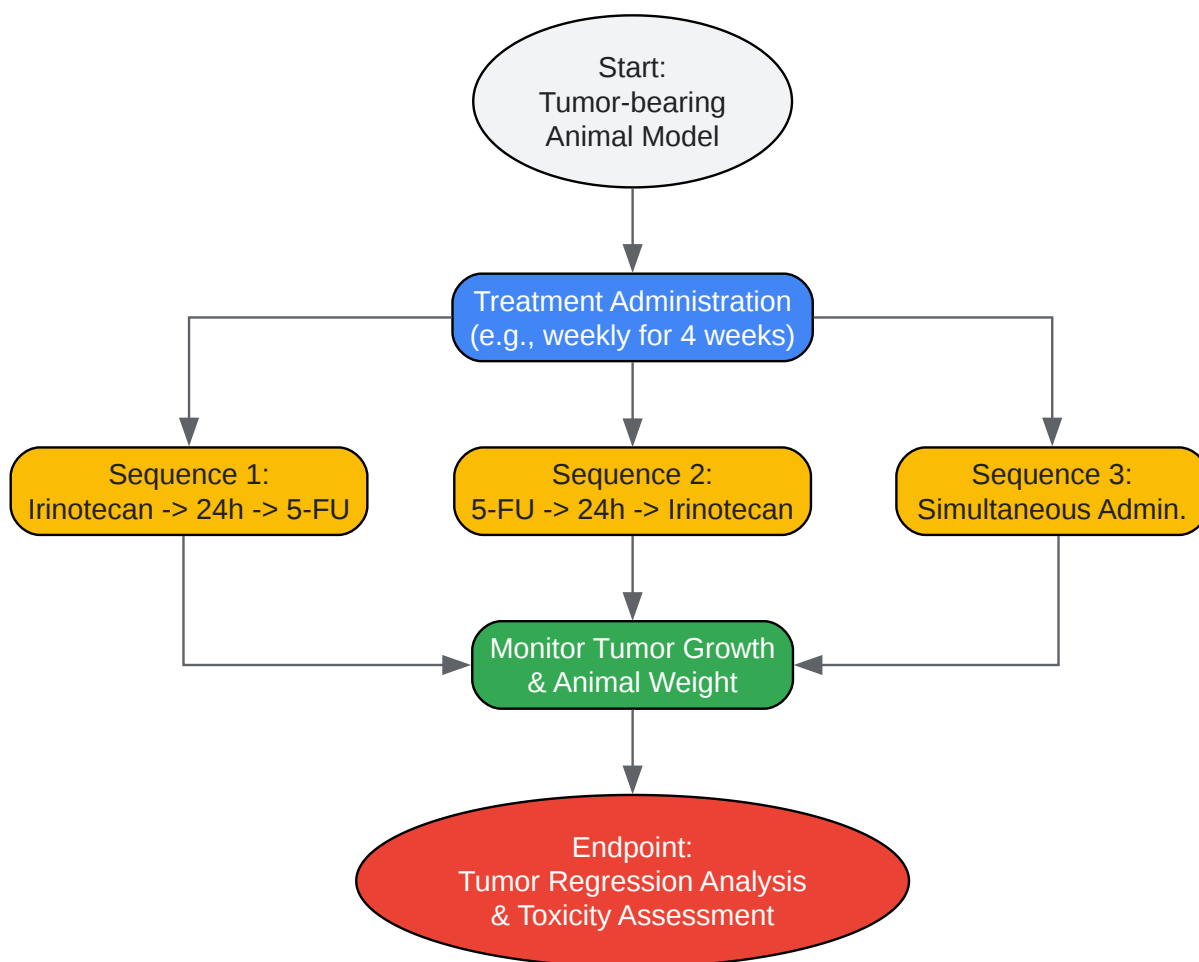 Start:
Tumor-bearing
Animal Model
Treatment Administration
(e.g., weekly for 4 weeks)
Sequence 1:
Irinotecan -> 24h -> 5-FU
Sequence 2:
5-FU -> 24h -> Irinotecan
Sequence 3:
Simultaneous Admin.
Monitor Tumor Growth
& Animal Weight
Endpoint:
Tumor Regression Analysis
& Toxicity Assessment